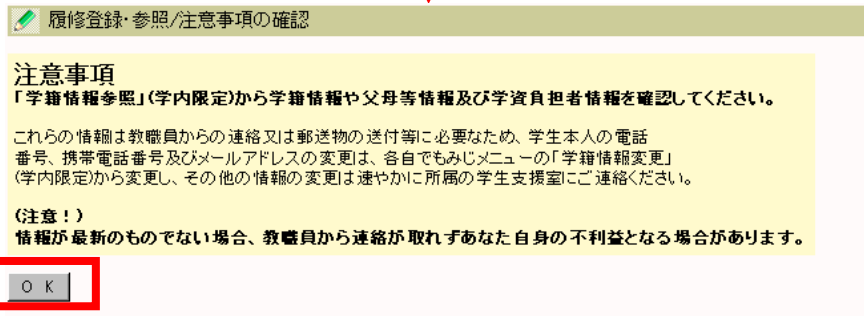 履修登録・参照/注意事項の確認
注意事項
「学籍情報参照」(学内限定)から学籍情報や父母等情報及び学資負担者情報を確認してください。
これらの情報は教職員からの連絡又は郵送物の送付等に必要なため、学生本人の電話
番号、携帯電話番号及びメールアドレスの変更は、各自でもみじメニューの「学籍情報変更」
(学内限定)から変更し、その他の情報の変更は速やかに所属の学生支援室にご連絡ください。
(注意!)
情報が最新のものでない場合、教職員から連絡が取れずあなた自身の不利益となる場合があります。
O K